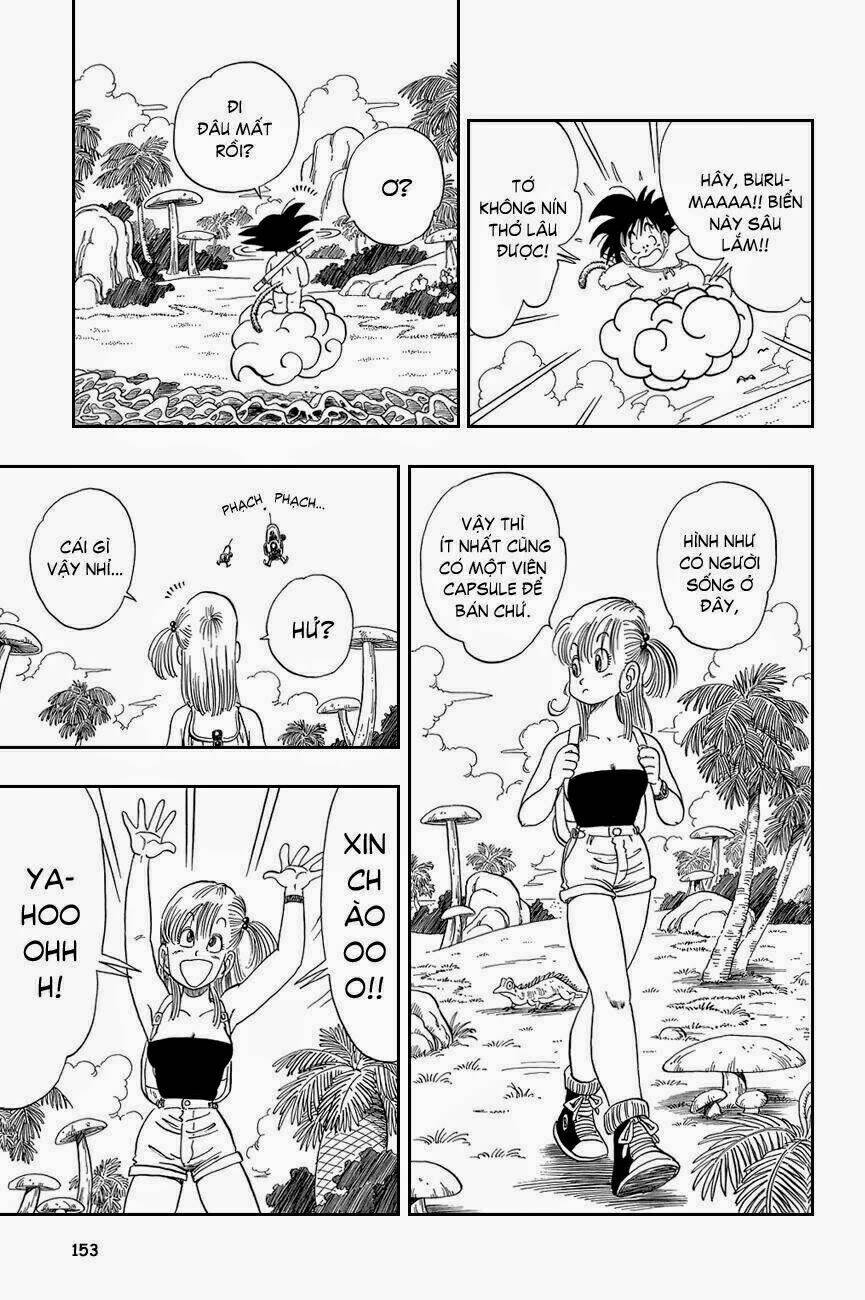 HÂY, BURU-
MAAAA!! BIỂN
NÀY SÂU
LẮM!!
TỚ
KHÔNG NÍN
THỞ LÂU
ĐƯỢC!
Ơ?
ĐI
ĐÂU MẤT
RỒI?
HÌNH NHƯ
CÓ NGƯỜI
SỐNG Ở
ĐÂY,
VẬY THÌ
ÍT NHẤT CŨNG
CÓ MỘT VIÊN
CAPSULE ĐỂ
BÁN CHỨ.
PHẠCH PHẠCH...
HỬ?
CÁI GÌ
VẬY NHỈ...
XIN
CH
ÀO
OO
O!!
YA-
HOO
OHH
H!
153